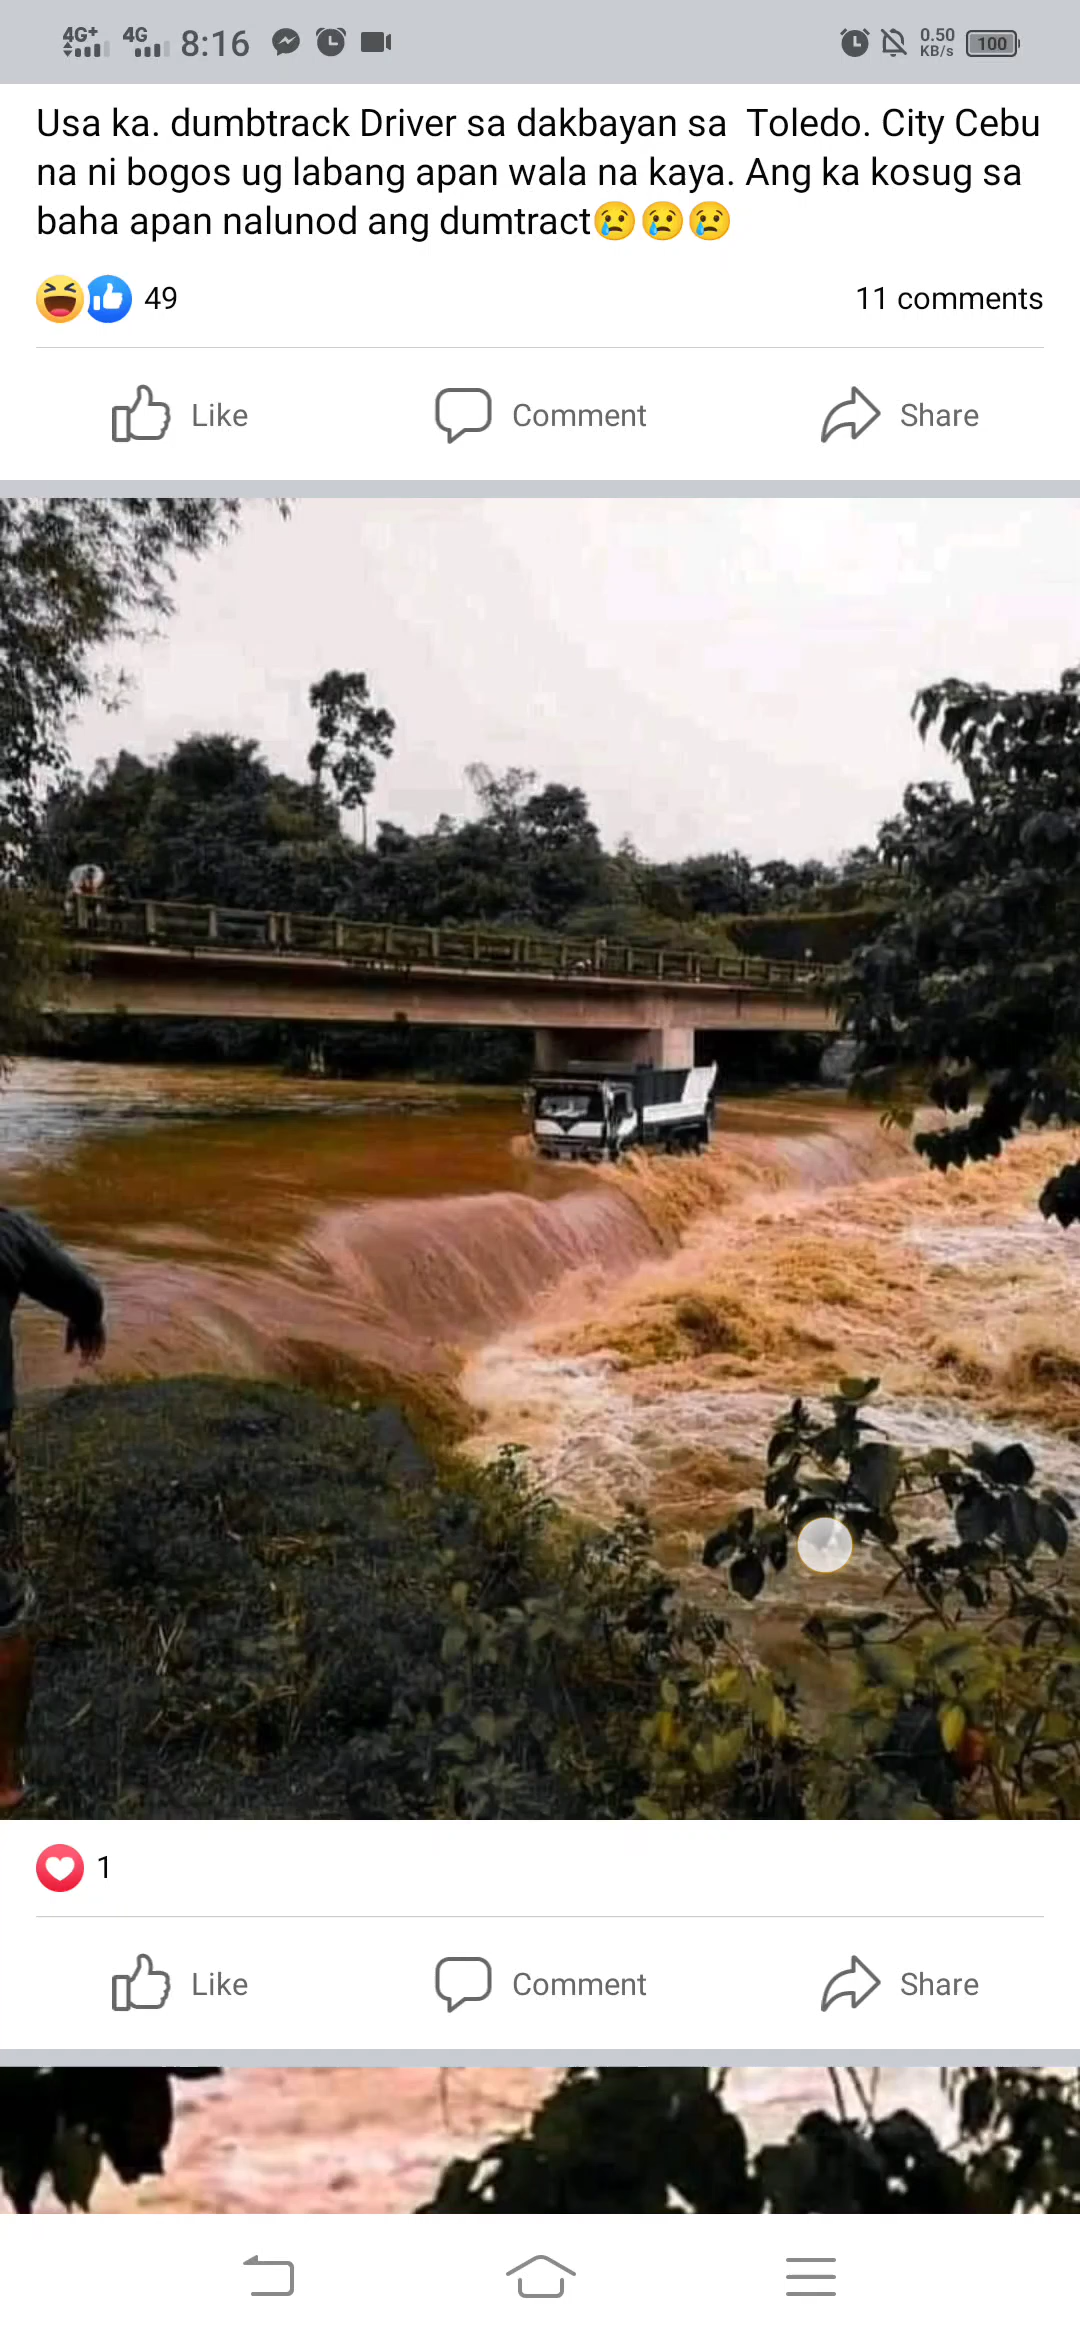 4G+ 4G 8:16 0.50 KB/s 100
Usa ka. dumbtrack Driver sa dakbayan sa Toledo. City Cebu
na ni bogos ug labang apan wala na kaya. Ang ka kosug sa
baha apan nalunod ang dumtract😢😢😢
49 11 comments
Like Comment Share
1
Like Comment Share